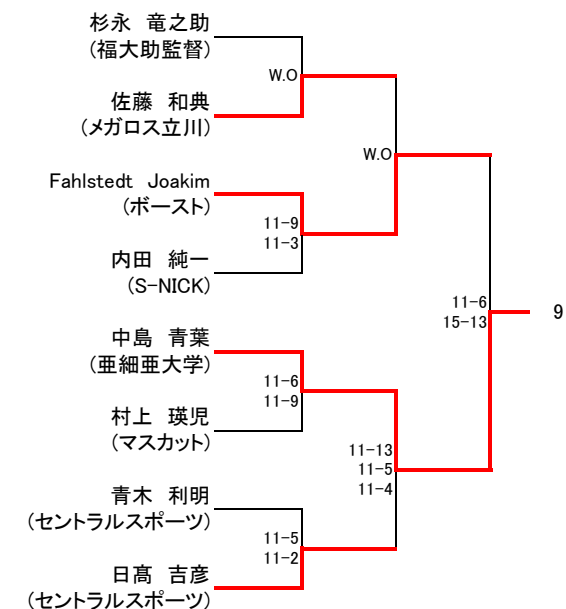 杉永 竜之助
(福大助監督)
W.O
佐藤 和典
(メガロス立川)
W.O
Fahlstedt Joakim
(ボースト)
11-9
11-3
内田 純一
(S-NICK)
11-6
15-13
9
中島 青葉
(亜細亜大学)
11-6
11-9
村上 瑛児
(マスカット)
11-13
11-5
11-4
青木 利明
(セントラルスポーツ)
11-5
11-2
日髙 吉彦
(セントラルスポーツ)